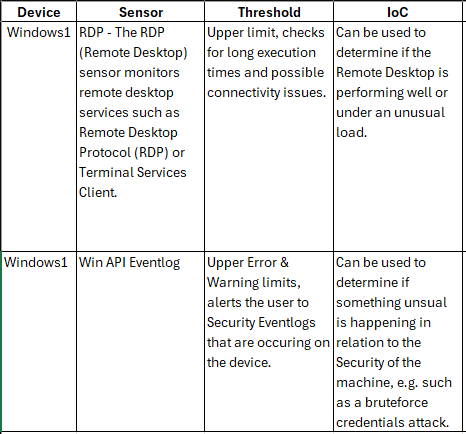 Device Sensor Threshold IoC
Windows1
RDP - The RDP
(Remote Desktop)
sensor monitors
remote desktop
services such as
Remote Desktop
Protocol (RDP) or
Terminal Services
Client.
Upper limit, checks
for long execution
times and possible
connectivity issues.
Can be used to
determine if the
Remote Desktop is
performing well or
under an unusual
load.
Windows1
Win API Eventlog
Upper Error &
Warning limits,
alerts the user to
Security Eventlogs
that are occuring on
the device.
Can be used to
determine if
something unsual
is happening in
relation to the
Security of the
machine, e.g. such
as a bruteforce
credentials attack.